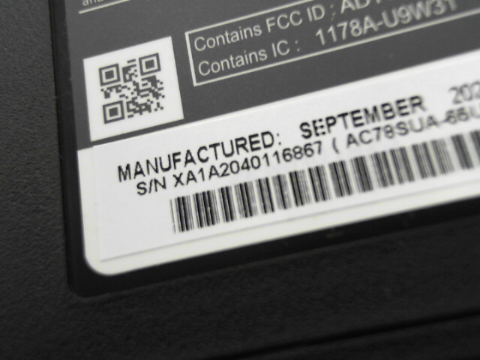 Contains FCC ID :
Contains IC : 1178A-U9W31
MANUFACTURED: SEPTEMBER
S/N XA1A2040116867 (